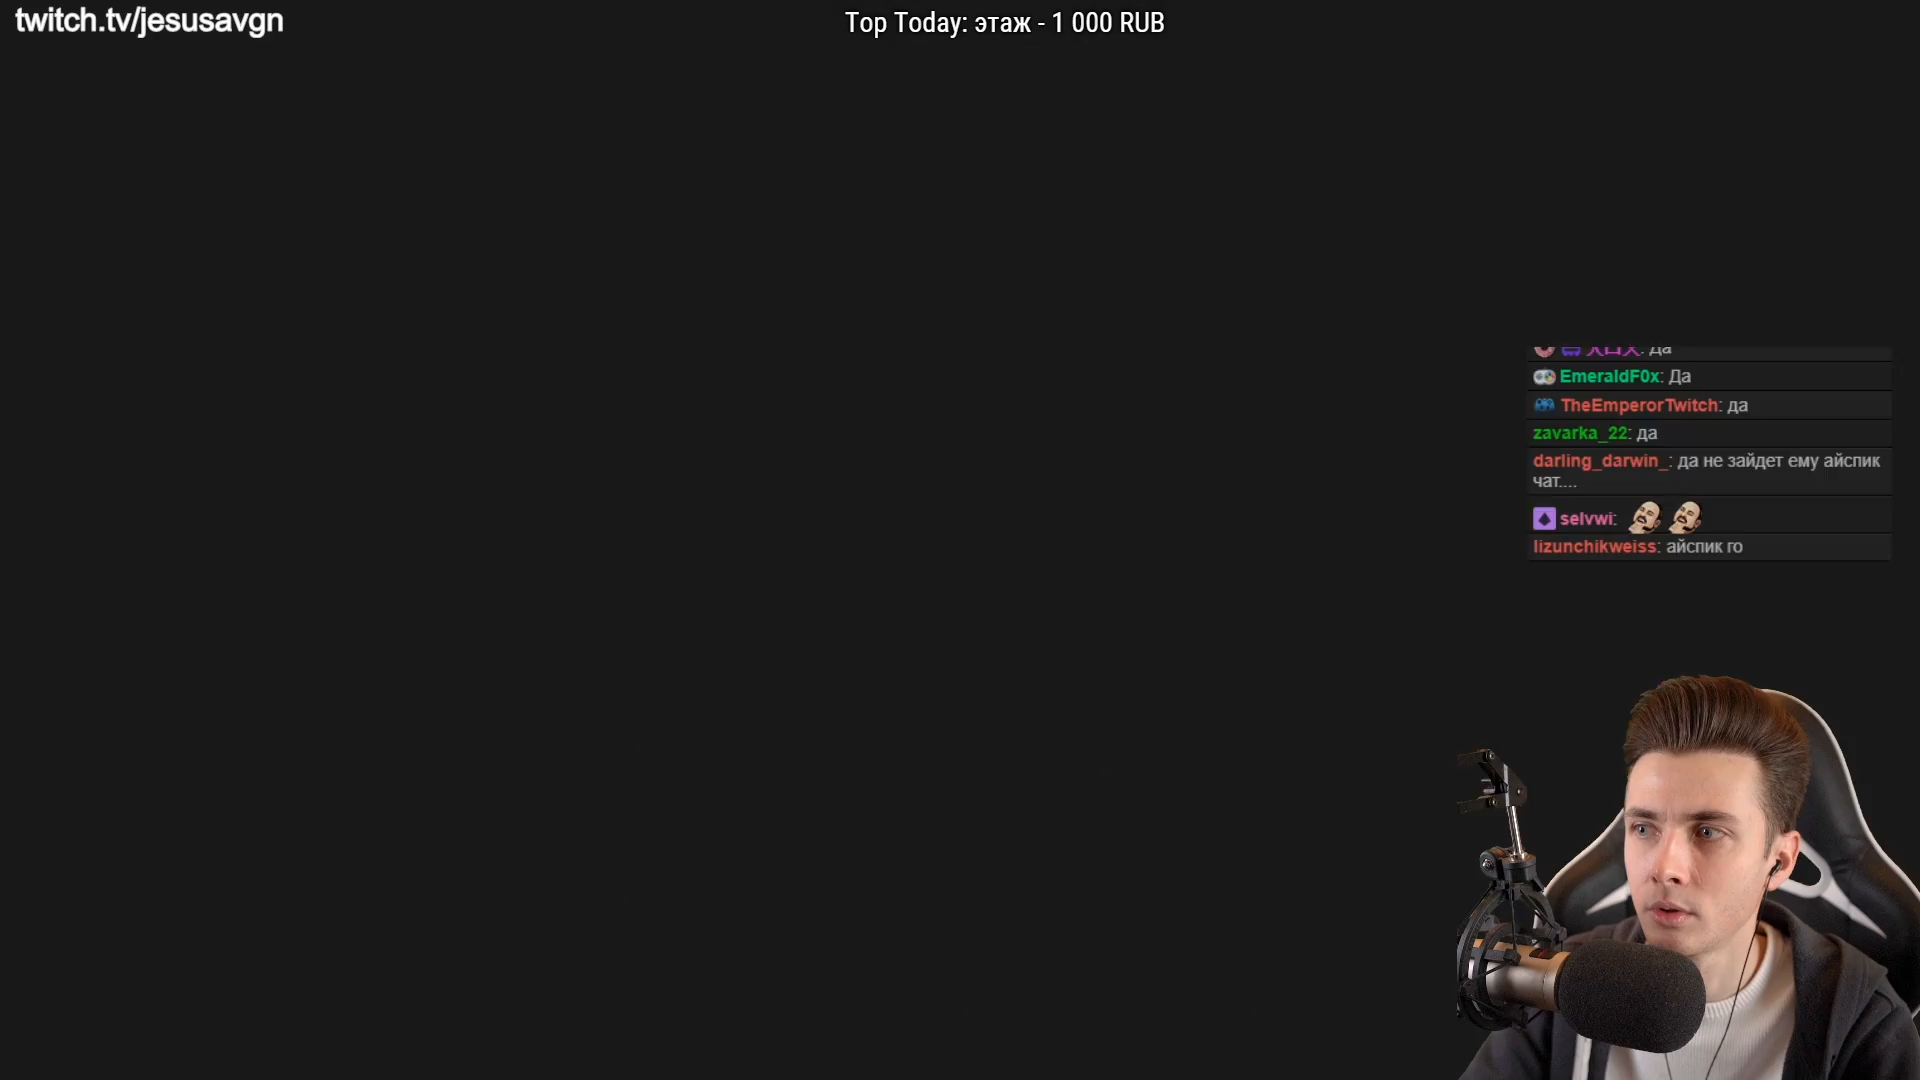 twitch.tv/jesusavgn
Top Today: этаж - 1 000 RUB
: да
EmeraldF0x: Да
TheEmperorTwitch: да
zavarka_22: да
darling_darwin_: да не зайдет ему айспик
чат....
selvwi:
lizunchikweiss: айспик го